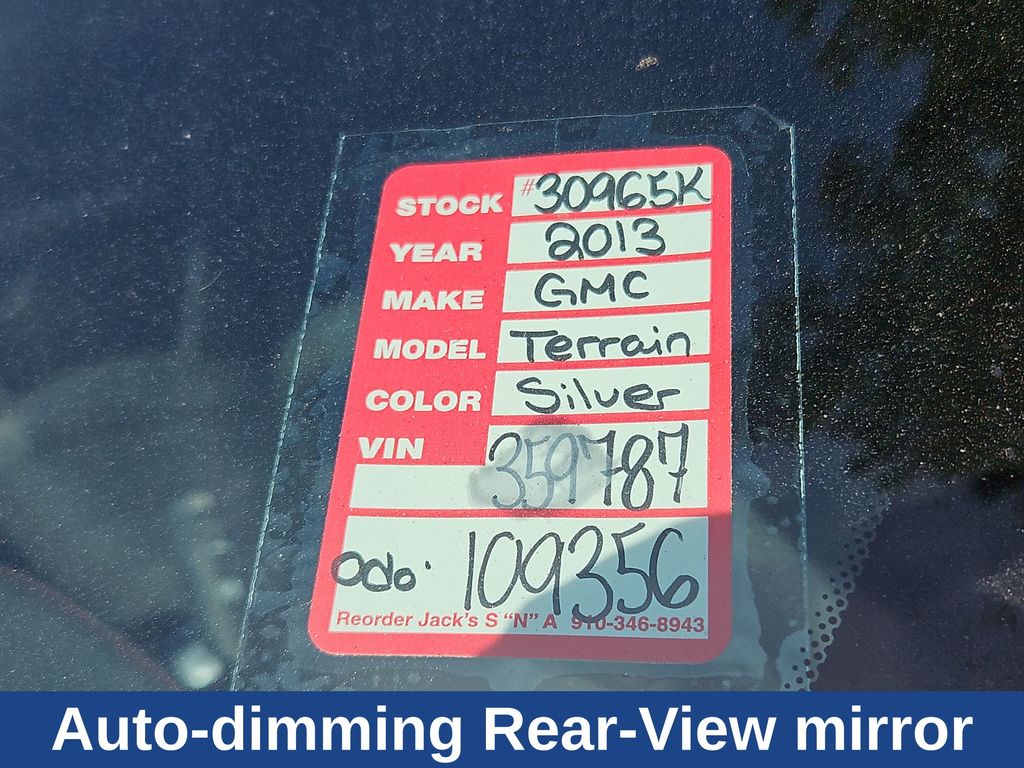 STOCK #30965K
YEAR 2013
MAKE GMC
MODEL Terrain
COLOR Silver
VIN 359787
Odo. 109356
Reorder Jack's S "N" A 910-346-8943
Auto-dimming Rear-View mirror